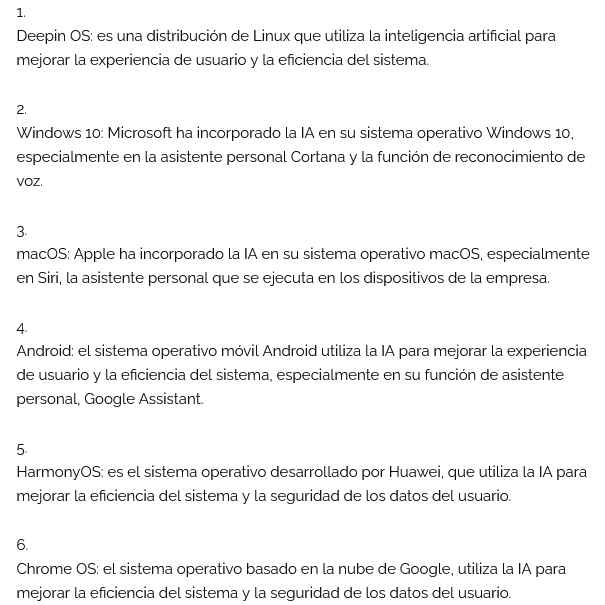 1.
Deepin OS: es una distribución de Linux que utiliza la inteligencia artificial para
mejorar la experiencia de usuario y la eficiencia del sistema.
2.
Windows 10: Microsoft ha incorporado la IA en su sistema operativo Windows 10,
especialmente en la asistente personal Cortana y la función de reconocimiento de
voz.
3.
macOS: Apple ha incorporado la IA en su sistema operativo macOS, especialmente
en Siri, la asistente personal que se ejecuta en los dispositivos de la empresa.
4.
Android: el sistema operativo móvil Android utiliza la IA para mejorar la experiencia
de usuario y la eficiencia del sistema, especialmente en su función de asistente
personal, Google Assistant.
5.
HarmonyOS: es el sistema operativo desarrollado por Huawei, que utiliza la IA para
mejorar la eficiencia del sistema y la seguridad de los datos del usuario.
6.
Chrome OS: el sistema operativo basado en la nube de Google, utiliza la IA para
mejorar la eficiencia del sistema y la seguridad de los datos del usuario.